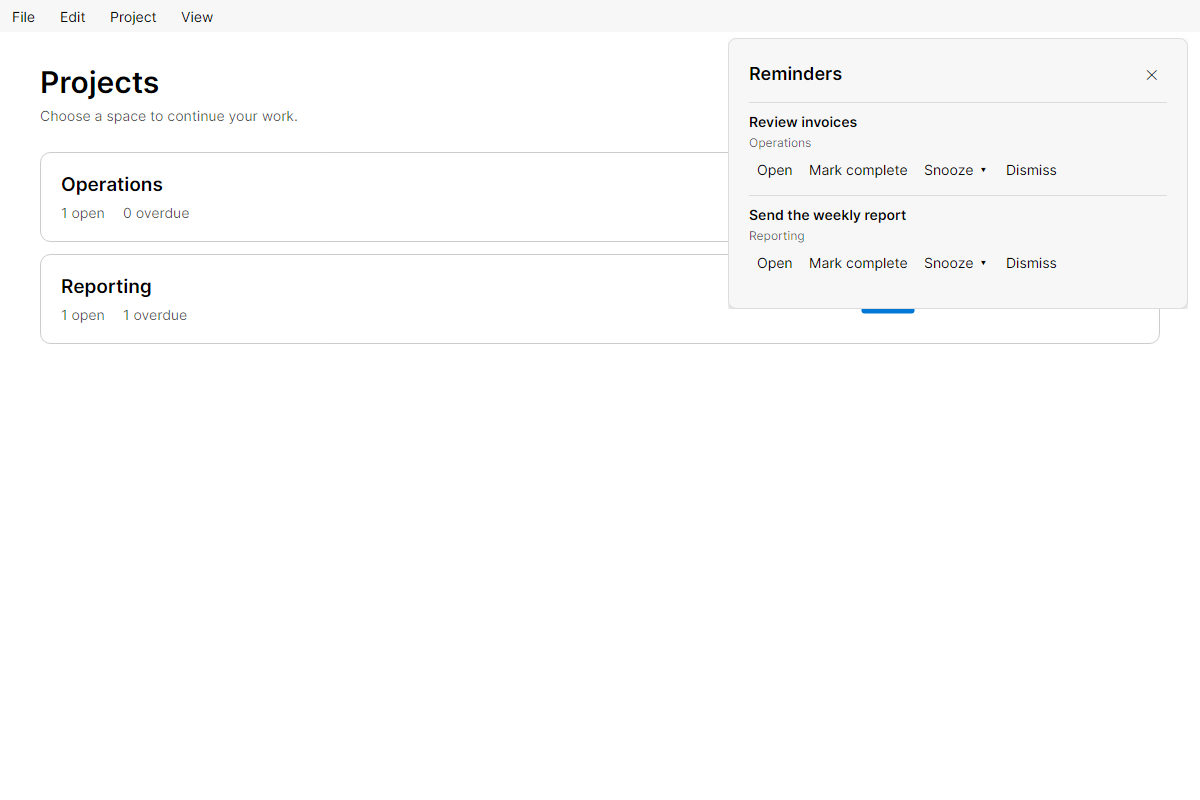 File Edit Project View
Projects
Choose a space to continue your work.
Operations
1 open 0 overdue
Reporting
1 open 1 overdue
Reminders
Review invoices
Operations
Open Mark complete Snooze Dismiss
Send the weekly report
Reporting
Open Mark complete Snooze Dismiss